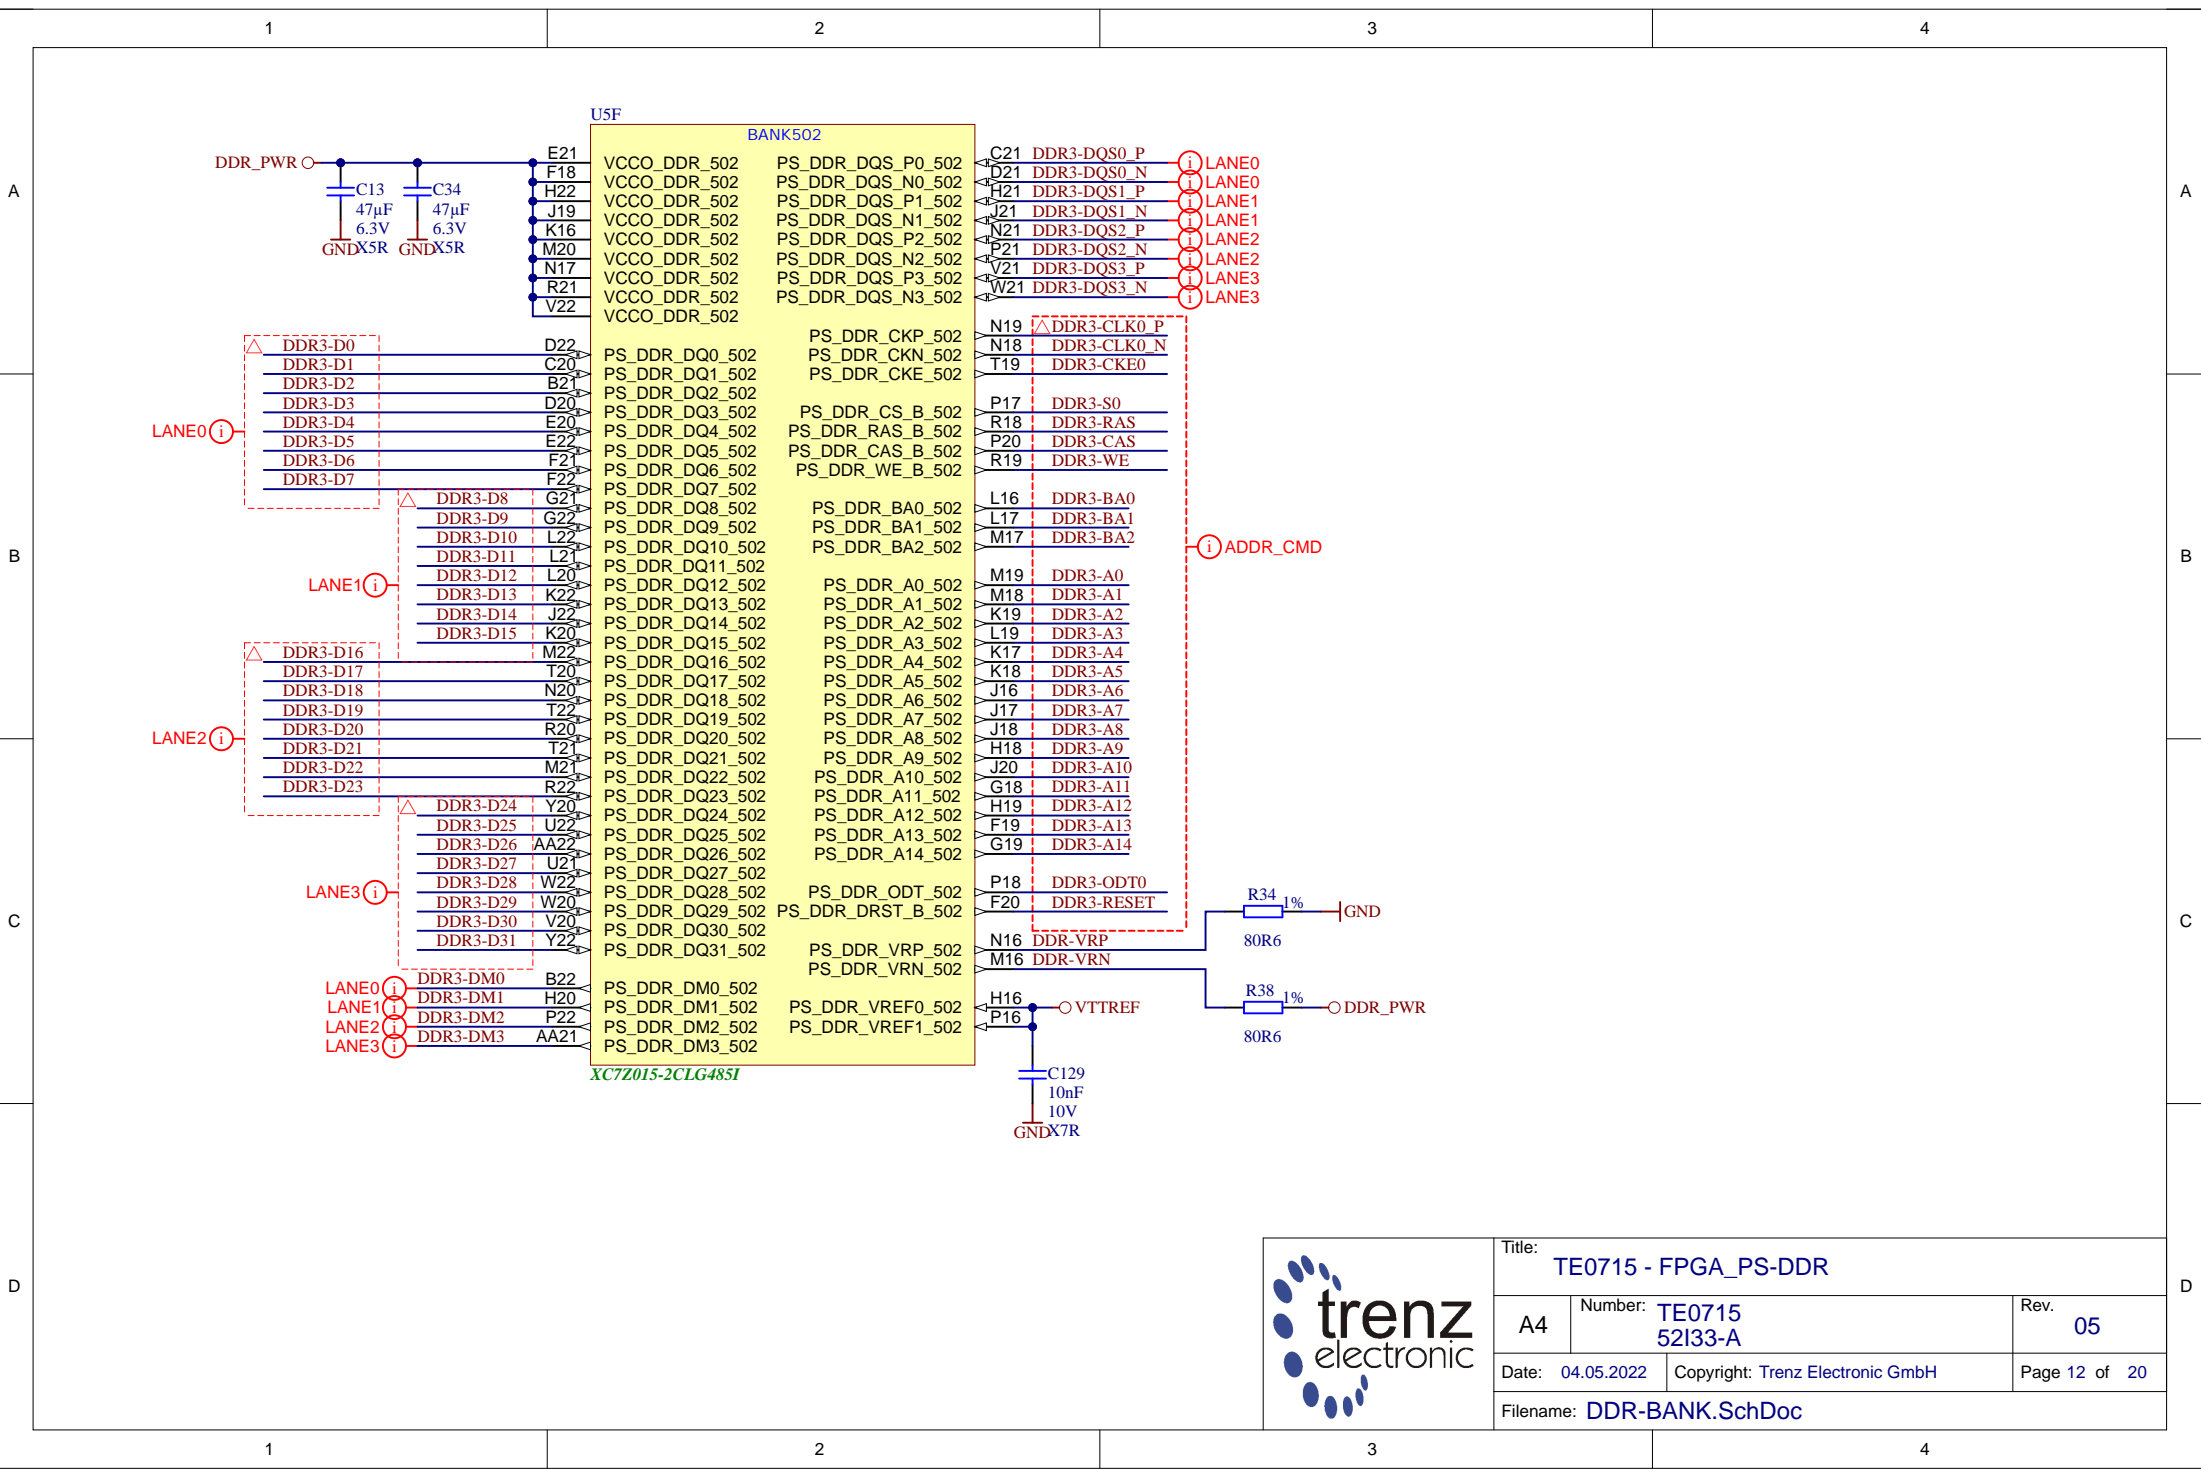 1 2 3 4
A A
B B
C C
D D
1 2 3 4
U5F
BANK502
DDR_PWR
C13
47µF
6.3V
X5R
GND
C34
47µF
6.3V
X5R
GND
E21 VCCO_DDR_502
F18 VCCO_DDR_502
H22 VCCO_DDR_502
J19 VCCO_DDR_502
K16 VCCO_DDR_502
M20 VCCO_DDR_502
N17 VCCO_DDR_502
R21 VCCO_DDR_502
V22 VCCO_DDR_502
LANE0
DDR3-D0 D22 PS_DDR_DQ0_502
DDR3-D1 C20 PS_DDR_DQ1_502
DDR3-D2 B21 PS_DDR_DQ2_502
DDR3-D3 D20 PS_DDR_DQ3_502
DDR3-D4 E20 PS_DDR_DQ4_502
DDR3-D5 E22 PS_DDR_DQ5_502
DDR3-D6 F21 PS_DDR_DQ6_502
DDR3-D7 F22 PS_DDR_DQ7_502
LANE1
DDR3-D8 G21 PS_DDR_DQ8_502
DDR3-D9 G22 PS_DDR_DQ9_502
DDR3-D10 L22 PS_DDR_DQ10_502
DDR3-D11 L21 PS_DDR_DQ11_502
DDR3-D12 L20 PS_DDR_DQ12_502
DDR3-D13 K22 PS_DDR_DQ13_502
DDR3-D14 J22 PS_DDR_DQ14_502
DDR3-D15 K20 PS_DDR_DQ15_502
LANE2
DDR3-D16 M22 PS_DDR_DQ16_502
DDR3-D17 T20 PS_DDR_DQ17_502
DDR3-D18 N20 PS_DDR_DQ18_502
DDR3-D19 T22 PS_DDR_DQ19_502
DDR3-D20 R20 PS_DDR_DQ20_502
DDR3-D21 T21 PS_DDR_DQ21_502
DDR3-D22 M21 PS_DDR_DQ22_502
DDR3-D23 R22 PS_DDR_DQ23_502
LANE3
DDR3-D24 Y20 PS_DDR_DQ24_502
DDR3-D25 U22 PS_DDR_DQ25_502
DDR3-D26 AA22 PS_DDR_DQ26_502
DDR3-D27 U21 PS_DDR_DQ27_502
DDR3-D28 W22 PS_DDR_DQ28_502
DDR3-D29 W20 PS_DDR_DQ29_502
DDR3-D30 V20 PS_DDR_DQ30_502
DDR3-D31 Y22 PS_DDR_DQ31_502
LANE0 i DDR3-DM0 B22 PS_DDR_DM0_502
LANE1 i DDR3-DM1 H20 PS_DDR_DM1_502
LANE2 i DDR3-DM2 P22 PS_DDR_DM2_502
LANE3 i DDR3-DM3 AA21 PS_DDR_DM3_502
PS_DDR_DQS_P0_502 C21 DDR3-DQS0_P i LANE0
PS_DDR_DQS_N0_502 D21 DDR3-DQS0_N i LANE0
PS_DDR_DQS_P1_502 H21 DDR3-DQS1_P i LANE1
PS_DDR_DQS_N1_502 J21 DDR3-DQS1_N i LANE1
PS_DDR_DQS_P2_502 N21 DDR3-DQS2_P i LANE2
PS_DDR_DQS_N2_502 P21 DDR3-DQS2_N i LANE2
PS_DDR_DQS_P3_502 V21 DDR3-DQS3_P i LANE3
PS_DDR_DQS_N3_502 W21 DDR3-DQS3_N i LANE3
PS_DDR_CKP_502 N19 DDR3-CLK0_P
PS_DDR_CKN_502 N18 DDR3-CLK0_N
PS_DDR_CKE_502 T19 DDR3-CKE0
PS_DDR_CS_B_502 P17 DDR3-S0
PS_DDR_RAS_B_502 R18 DDR3-RAS
PS_DDR_CAS_B_502 P20 DDR3-CAS
PS_DDR_WE_B_502 R19 DDR3-WE
PS_DDR_BA0_502 L16 DDR3-BA0
PS_DDR_BA1_502 L17 DDR3-BA1
PS_DDR_BA2_502 M17 DDR3-BA2
i ADDR_CMD
PS_DDR_A0_502 M19 DDR3-A0
PS_DDR_A1_502 M18 DDR3-A1
PS_DDR_A2_502 K19 DDR3-A2
PS_DDR_A3_502 L19 DDR3-A3
PS_DDR_A4_502 K17 DDR3-A4
PS_DDR_A5_502 K18 DDR3-A5
PS_DDR_A6_502 J16 DDR3-A6
PS_DDR_A7_502 J17 DDR3-A7
PS_DDR_A8_502 J18 DDR3-A8
PS_DDR_A9_502 H18 DDR3-A9
PS_DDR_A10_502 J20 DDR3-A10
PS_DDR_A11_502 G18 DDR3-A11
PS_DDR_A12_502 H19 DDR3-A12
PS_DDR_A13_502 F19 DDR3-A13
PS_DDR_A14_502 G19 DDR3-A14
PS_DDR_ODT_502 P18 DDR3-ODT0
PS_DDR_DRST_B_502 F20 DDR3-RESET
PS_DDR_VRP_502 N16 DDR-VRP
PS_DDR_VRN_502 M16 DDR-VRN
R34 1% GND
80R6
R38 1% DDR_PWR
80R6
PS_DDR_VREF0_502 H16 VTTREF
PS_DDR_VREF1_502 P16
C129
10nF
10V
X7R
GND
XC7Z015-2CLG485I
trenz
electronic
Title: TE0715 - FPGA_PS-DDR
A4 Number: TE0715
52I33-A
Rev. 05
Date: 04.05.2022 Copyright: Trenz Electronic GmbH Page 12 of 20
Filename: DDR-BANK.SchDoc